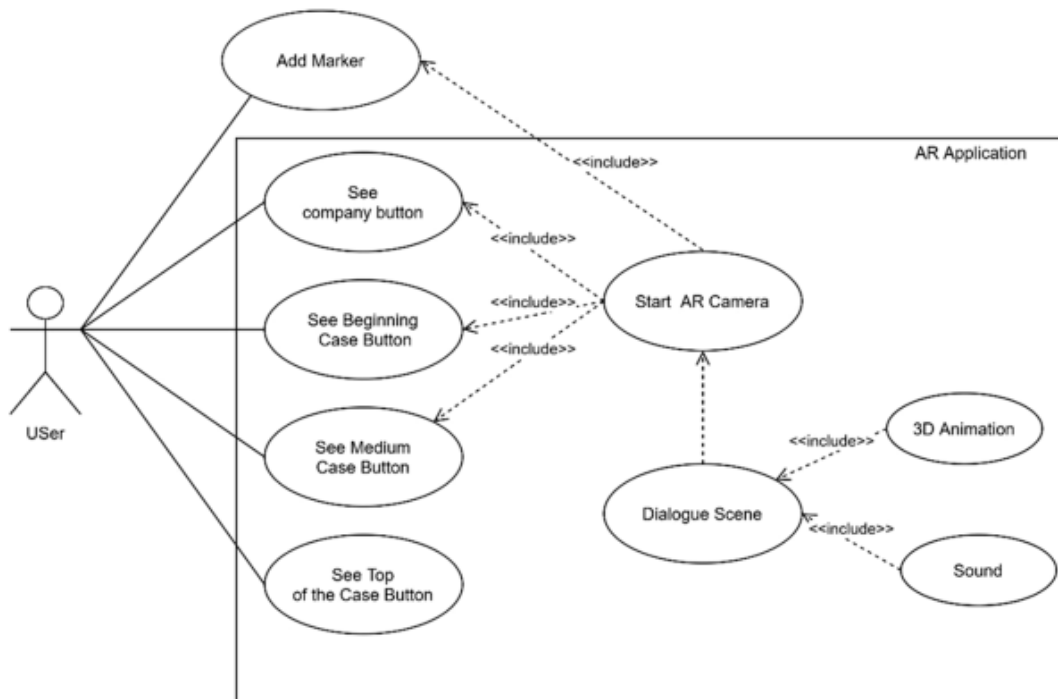 Add Marker
AR Application
<<include>>
See
company button
<<include>>
Start AR Camera
<<include>>
See Beginning
Case Button
<<include>>
USer
See Medium
Case Button
3D Animation
<<include>>
Dialogue Scene
<<include>>
See Top
of the Case Button
Sound